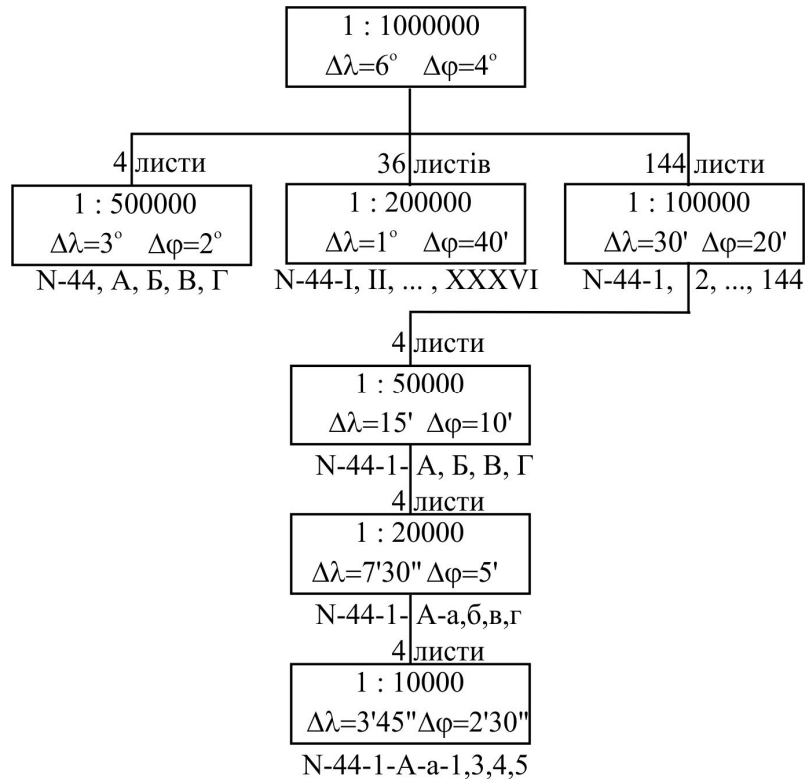 1 : 1000000
Δλ=6° Δφ=4°
4 листи
36 листів
144 листи
1 : 500000
Δλ=3° Δφ=2°
N-44, А, Б, В, Г
1 : 200000
Δλ=1° Δφ=40'
N-44-I, II, ... , XXXVI
1 : 100000
Δλ=30' Δφ=20'
N-44-1, 2, ..., 144
4 листи
1 : 50000
Δλ=15' Δφ=10'
N-44-1- А, Б, В, Г
4 листи
1 : 20000
Δλ=7'30" Δφ=5'
N-44-1- А-а,б,в,г
4 листи
1 : 10000
Δλ=3'45"Δφ=2'30"
N-44-1-А-а-1,3,4,5